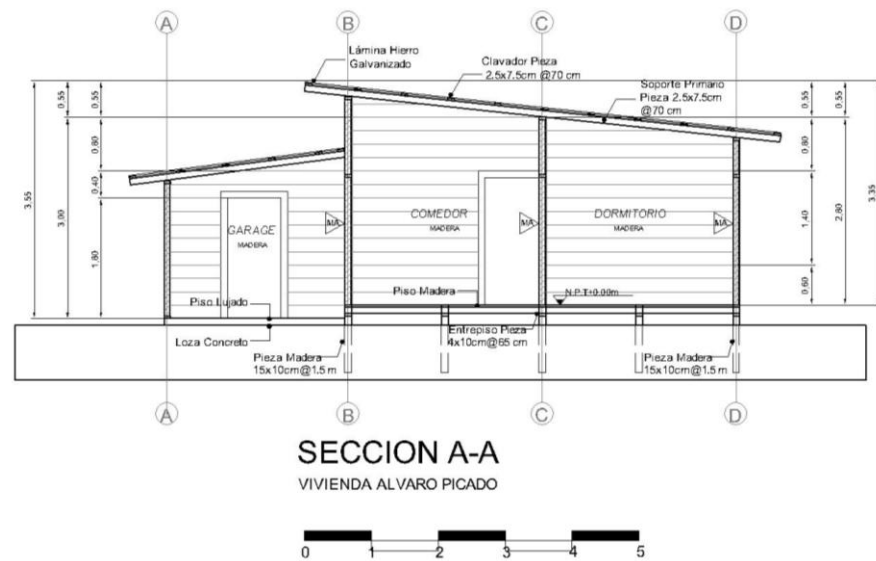 A
B
C
D
Lámina Hierro
Galvanizado
Clavador Pieza
2.5x7.5cm @70 cm
Soporte Primario
Pieza 2.5x7.5cm
@70 cm
0.55
0.55
0.55
0.55
0.80
0.40
1.80
3.00
3.55
0.80
1.40
0.60
2.80
3.35
GARAGE
MADERA
MA
COMEDOR
MADERA
MA
DORMITORIO
MADERA
MA
Piso Lujado
Piso Madera
N.P.T+0.00m
Loza Concreto
Pieza Madera
15x10cm@1.5 m
Entrepiso Pieza
4x10cm@65 cm
Pieza Madera
15x10cm@1.5 m
A
B
C
D
SECCION A-A
VIVIENDA ALVARO PICADO
0 1 2 3 4 5